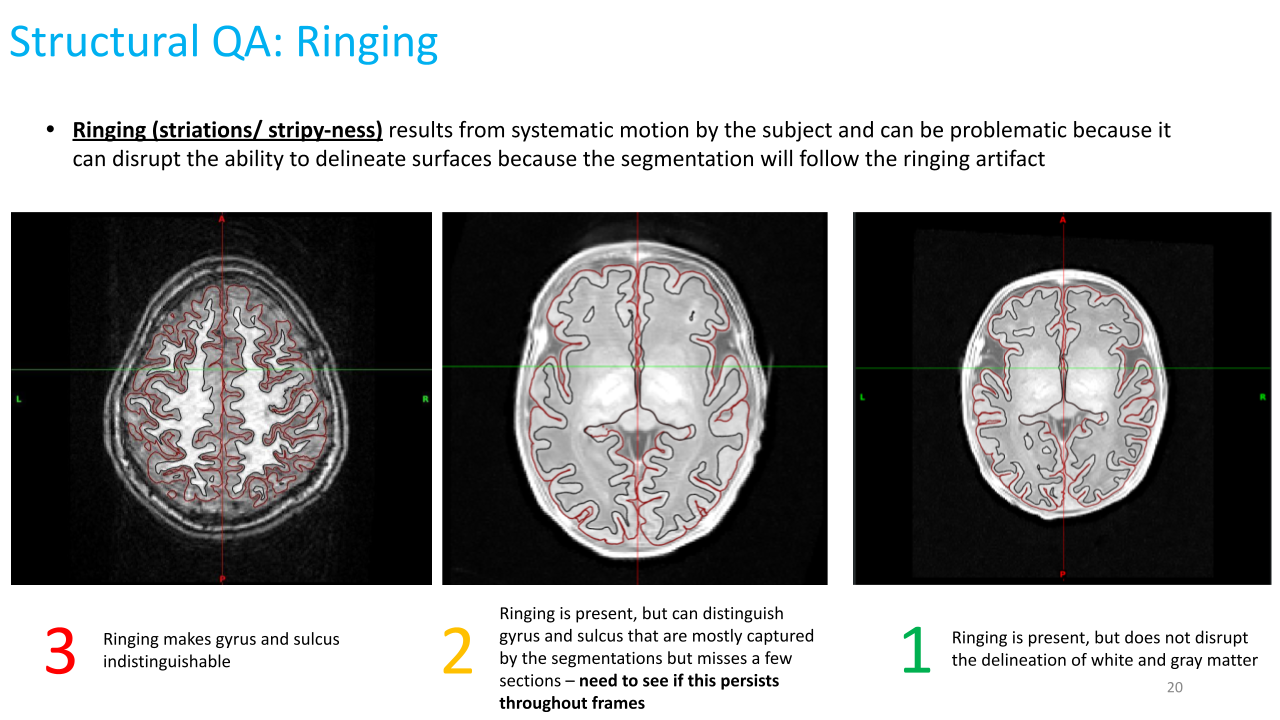 Structural QA: Ringing
• Ringing (striations/ stripy-ness) results from systematic motion by the subject and can be problematic because it
can disrupt the ability to delineate surfaces because the segmentation will follow the ringing artifact
A
L
R
P
A
L
R
P
3
Ringing makes gyrus and sulcus
indistinguishable
2
Ringing is present, but can distinguish
gyrus and sulcus that are mostly captured
by the segmentations but misses a few
sections – need to see if this persists
throughout frames
1
Ringing is present, but does not disrupt
the delineation of white and gray matter
20